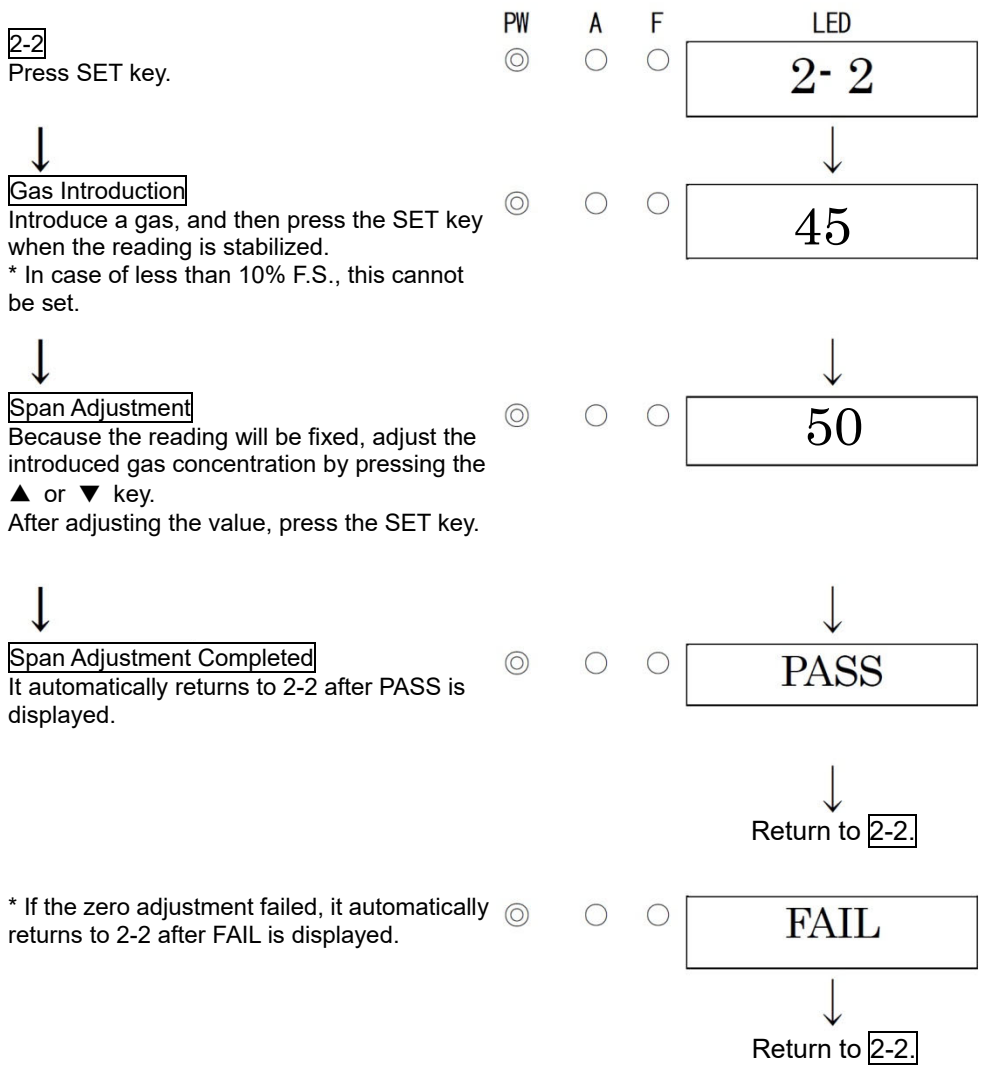 PW A F LED
2-2
Press SET key.
2- 2
Gas Introduction
Introduce a gas, and then press the SET key
when the reading is stabilized.
* In case of less than 10% F.S., this cannot
be set.
45
Span Adjustment
Because the reading will be fixed, adjust the
introduced gas concentration by pressing the
▲ or ▼ key.
After adjusting the value, press the SET key.
50
Span Adjustment Completed
It automatically returns to 2-2 after PASS is
displayed.
PASS
Return to 2-2.
* If the zero adjustment failed, it automatically
returns to 2-2 after FAIL is displayed.
FAIL
Return to 2-2.